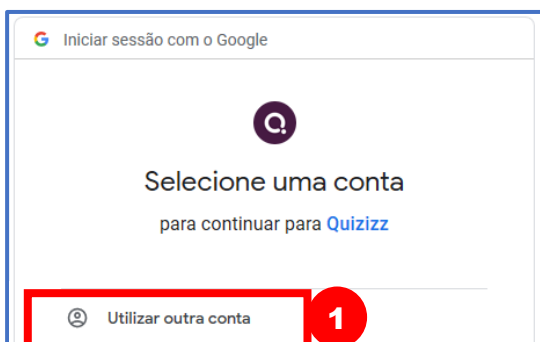 Iniciar sessão com o Google
Selecione uma conta
para continuar para Quizizz
Utilizar outra conta
1